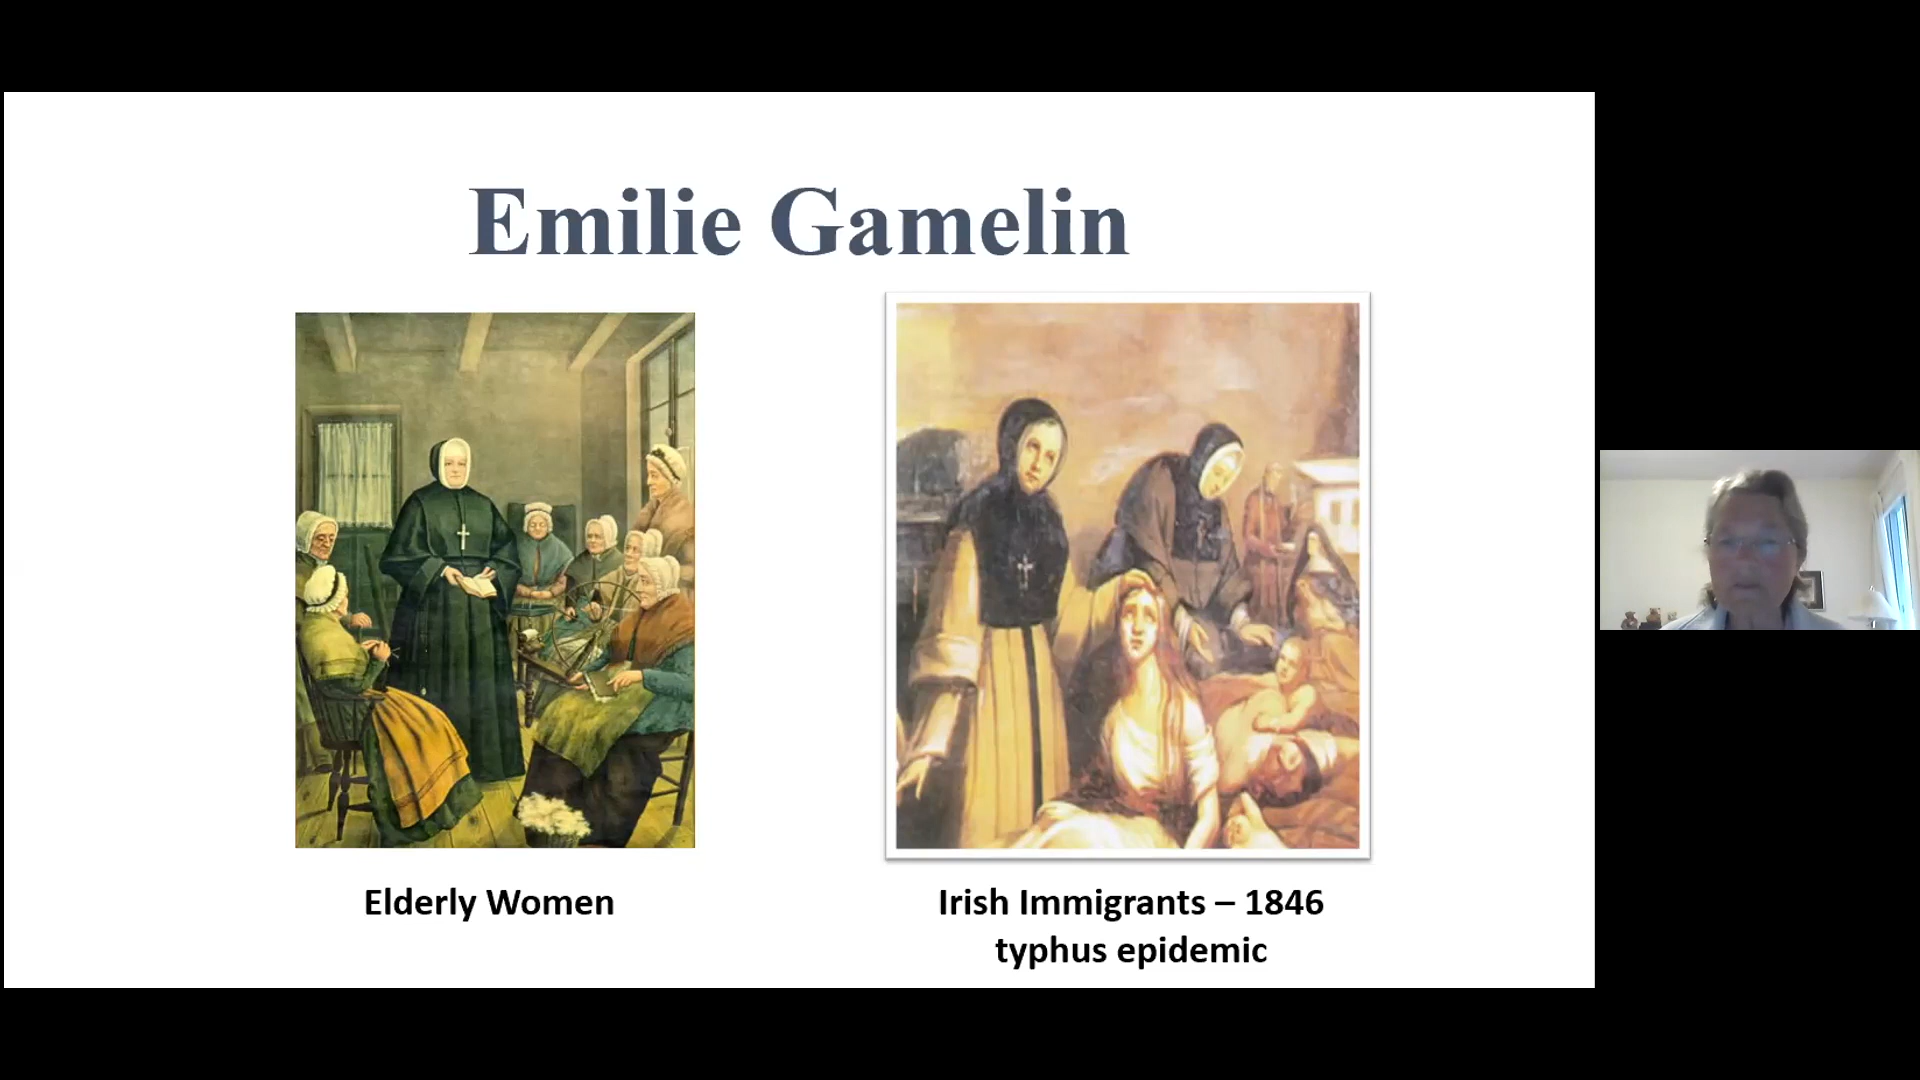 Emilie Gamelin
Elderly Women
Irish Immigrants – 1846
typhus epidemic